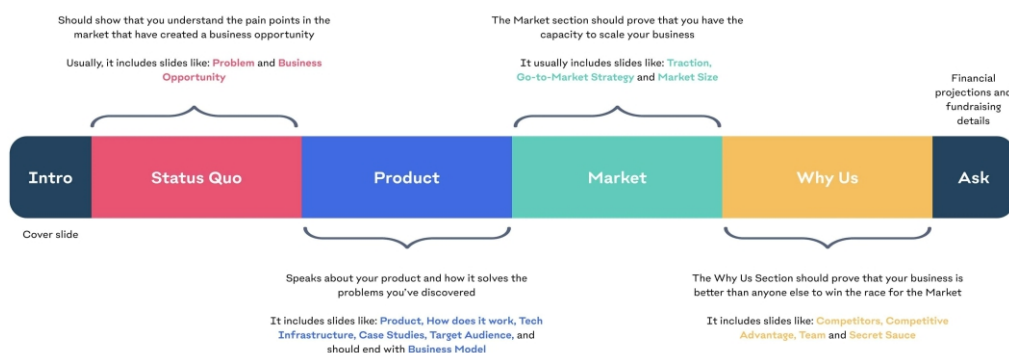 Should show that you understand the pain points in the
market that have created a business opportunity
Usually, it includes slides like: Problem and Business
Opportunity
The Market section should prove that you have the
capacity to scale your business
It usually includes slides like: Traction,
Go-to-Market Strategy and Market Size
Financial
projections and
fundraising
details
Intro
Status Quo
Product
Market
Why Us
Ask
Cover slide
Speaks about your product and how it solves the
problems you've discovered
It includes slides like: Product, How does it work, Tech
Infrastructure, Case Studies, Target Audience, and
should end with Business Model
The Why Us Section should prove that your business is
better than anyone else to win the race for the Market
It includes slides like: Competitors, Competitive
Advantage, Team and Secret Sauce